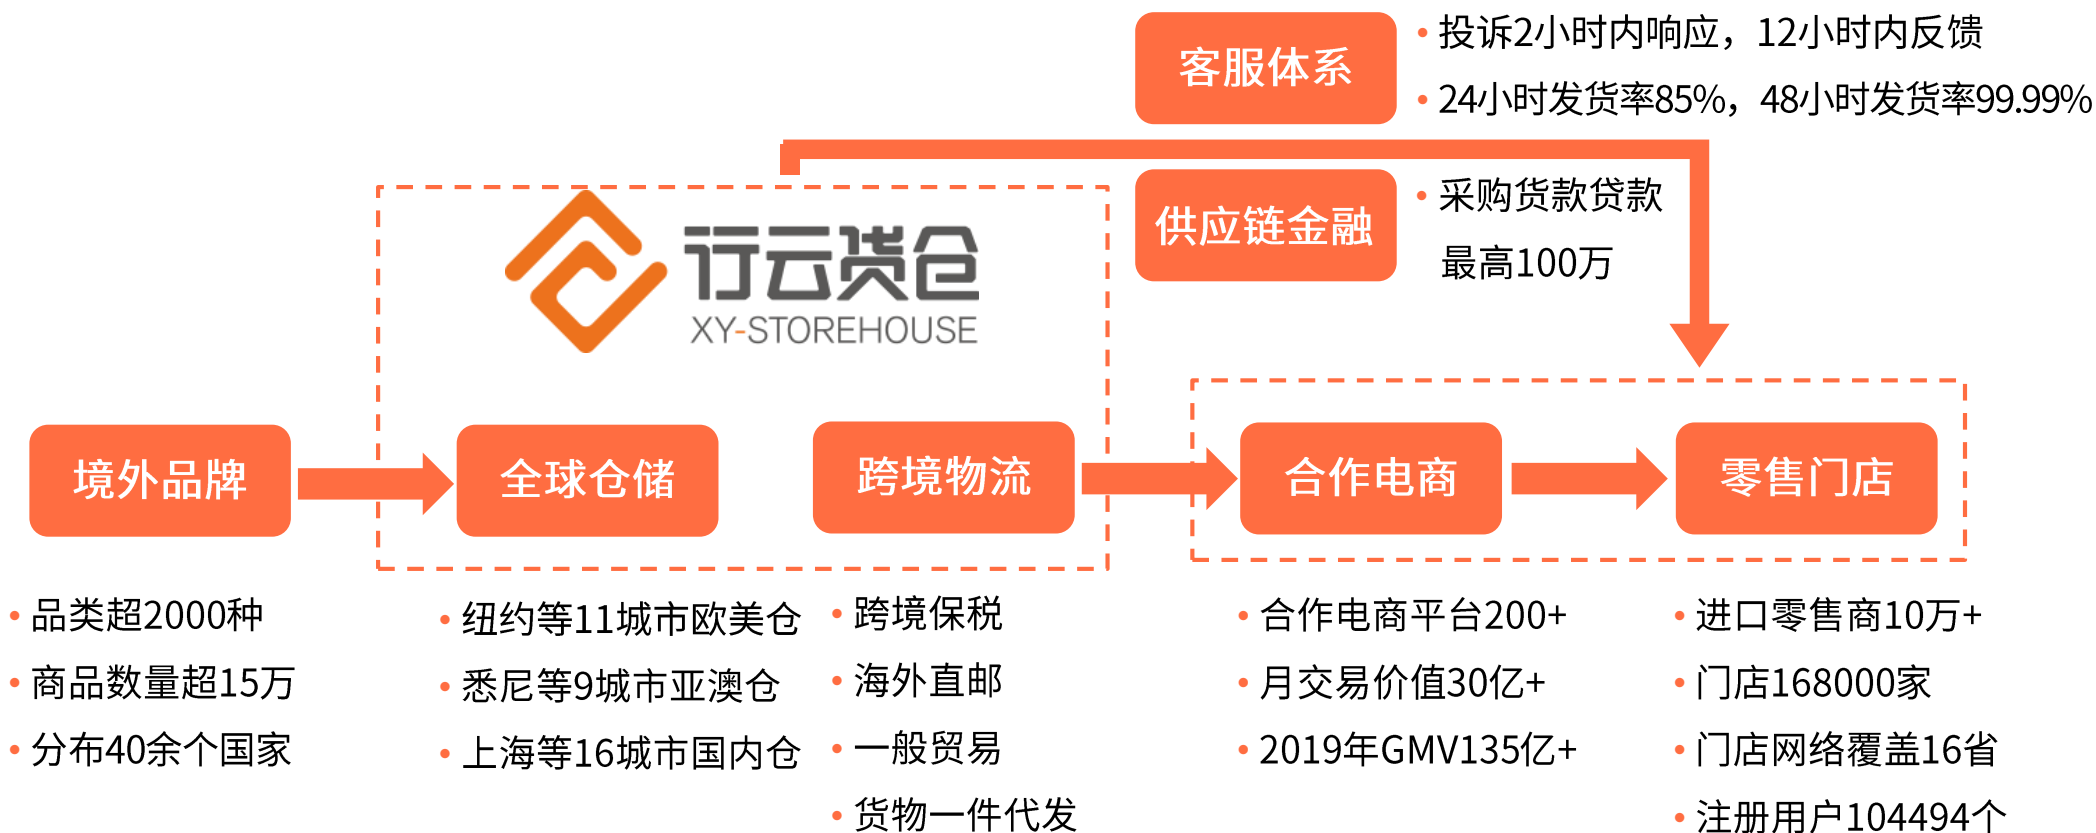 客服体系
• 投诉2小时内响应，12小时内反馈
• 24小时发货率85%，48小时发货率99.99%
供应链金融
• 采购货款贷款
最高100万
行云货仓
XY-STOREHOUSE
境外品牌
全球仓储
跨境物流
合作电商
零售门店
• 品类超2000种
• 商品数量超15万
• 分布40余个国家
• 纽约等11城市欧美仓
• 悉尼等9城市亚澳仓
• 上海等16城市国内仓
• 跨境保税
• 海外直邮
• 一般贸易
• 货物一件代发
• 合作电商平台200+
• 月交易价值30亿+
• 2019年GMV135亿+
• 进口零售商10万+
• 门店168000家
• 门店网络覆盖16省
• 注册用户104494个